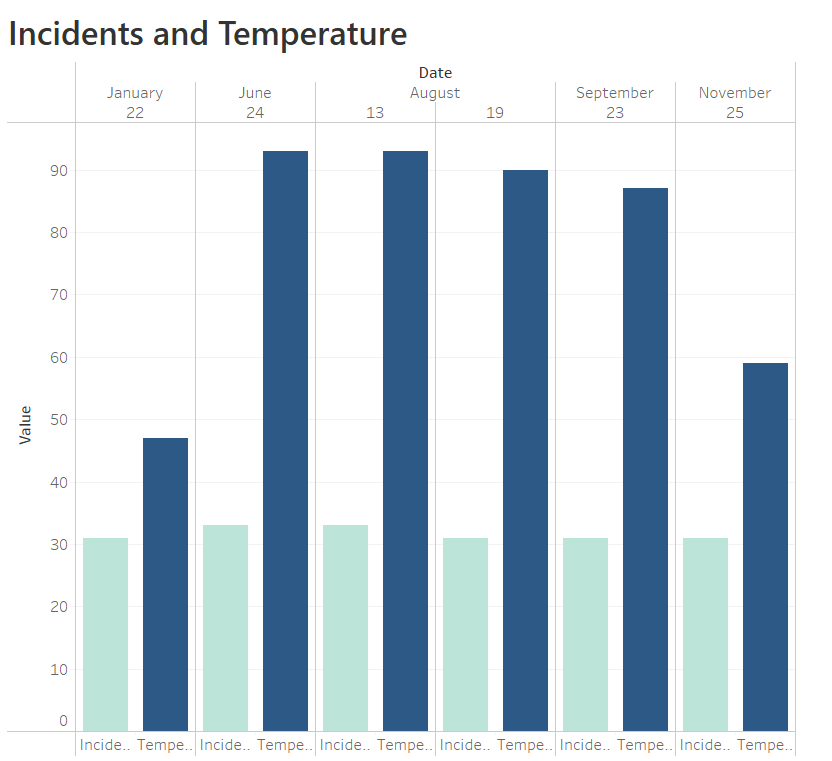 Incidents and Temperature
Date
January June August September November
22 24 13 19 23 25
90
80
70
60
50
40
30
20
10
0
Value
Incide.. Tempe.. Incide.. Tempe.. Incide.. Tempe.. Incide.. Tempe.. Incide.. Tempe.. Incide.. Tempe..